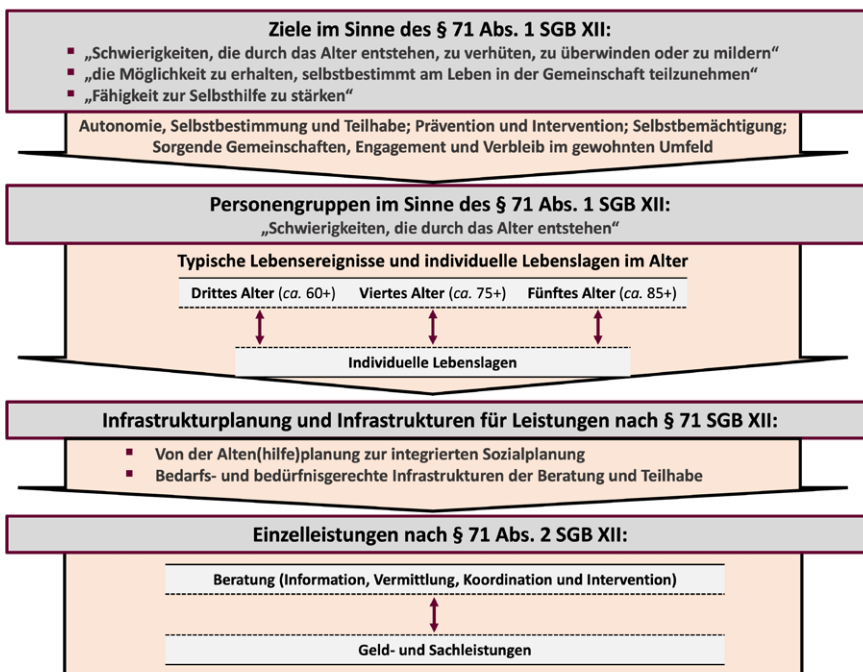 Ziele im Sinne des § 71 Abs. 1 SGB XII:
▪ „Schwierigkeiten, die durch das Alter entstehen, zu verhüten, zu überwinden oder zu mildern“
▪ „die Möglichkeit zu erhalten, selbstbestimmt am Leben in der Gemeinschaft teilzunehmen“
▪ „Fähigkeit zur Selbsthilfe zu stärken“
Autonomie, Selbstbestimmung und Teilhabe; Prävention und Intervention; Selbstbemächtigung;
Sorgende Gemeinschaften, Engagement und Verbleib im gewohnten Umfeld
Personengruppen im Sinne des § 71 Abs. 1 SGB XII:
„Schwierigkeiten, die durch das Alter entstehen“
Typische Lebensereignisse und individuelle Lebenslagen im Alter
Drittes Alter (ca. 60+) Viertes Alter (ca. 75+) Fünftes Alter (ca. 85+)
Individuelle Lebenslagen
Infrastrukturplanung und Infrastrukturen für Leistungen nach § 71 SGB XII:
▪ Von der Alten(hilfe)planung zur integrierten Sozialplanung
▪ Bedarfs- und bedürfnisgerechte Infrastrukturen der Beratung und Teilhabe
Einzelleistungen nach § 71 Abs. 2 SGB XII:
Beratung (Information, Vermittlung, Koordination und Intervention)
Geld- und Sachleistungen